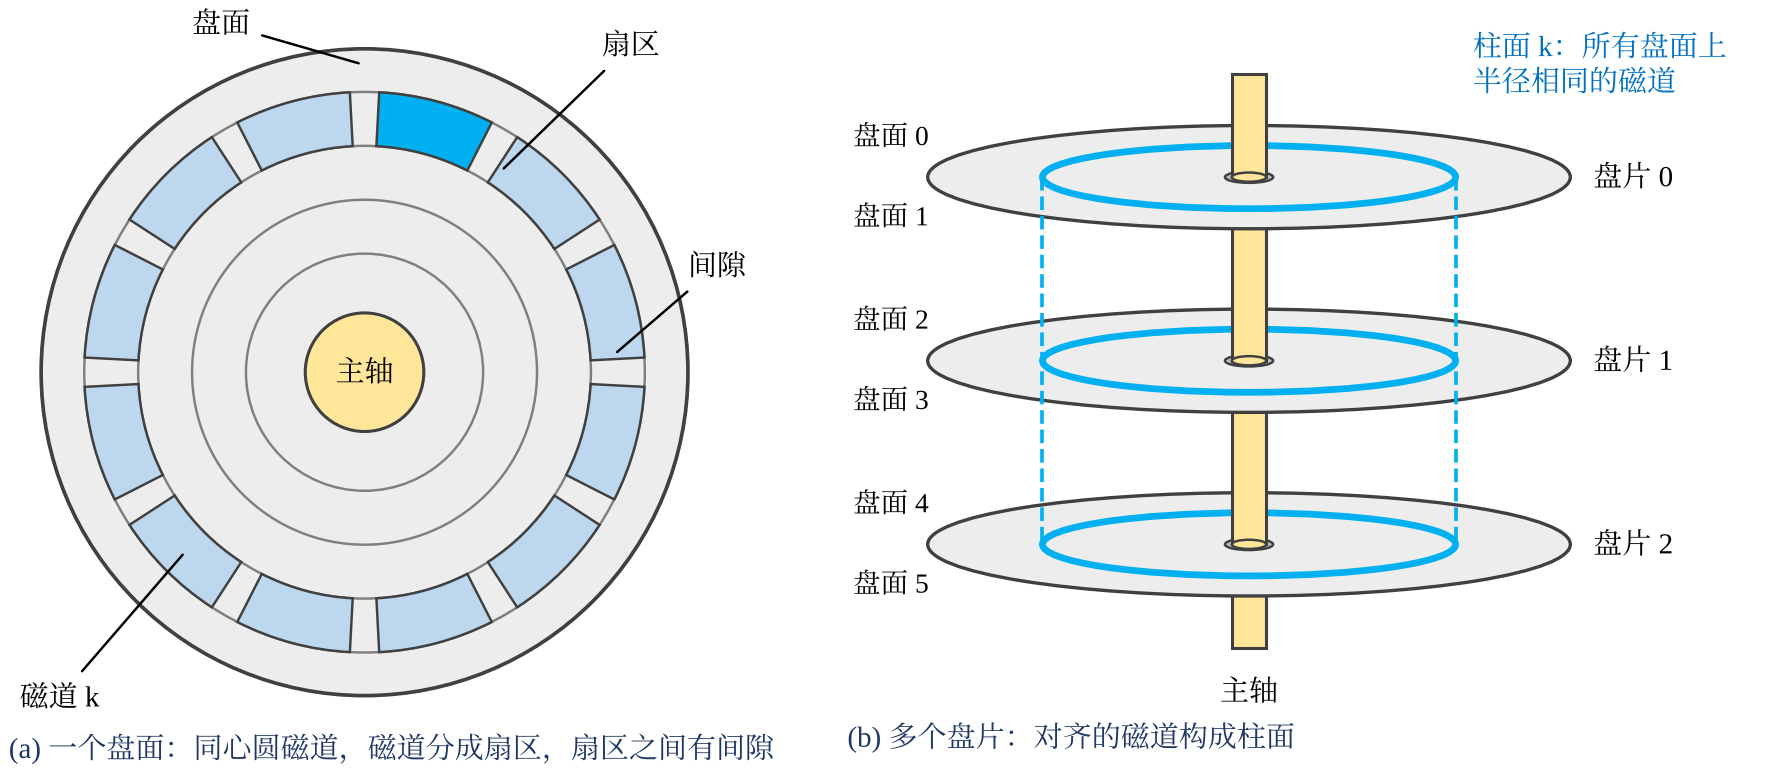 盘面
扇区
间隙
主轴
磁道 k
(a) 一个盘面：同心圆磁道，磁道分成扇区，扇区之间有间隙
柱面 k：所有盘面上
半径相同的磁道
盘面 0
盘片 0
盘面 1
盘面 2
盘片 1
盘面 3
盘面 4
盘片 2
盘面 5
主轴
(b) 多个盘片：对齐的磁道构成柱面